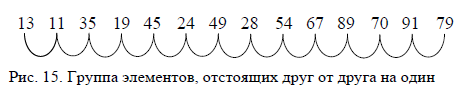 13 11 35 19 45 24 49 28 54 67 89 70 91 79
Рис. 15. Группа элементов, отстоящих друг от друга на один